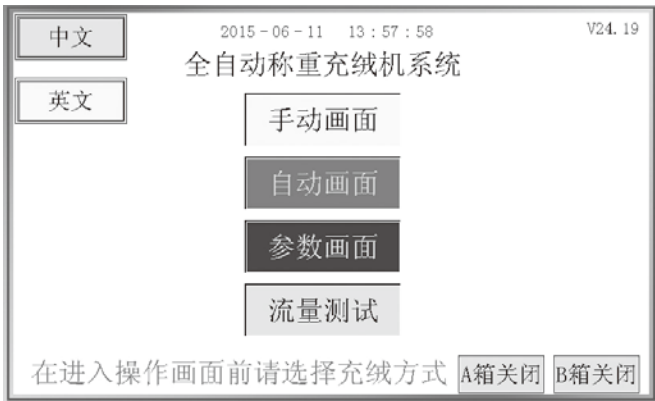 中文
2015-06-11 13:57:58
V24.19
全自动称重充绒机系统
英文
手动画面
自动画面
参数画面
流量测试
在进入操作画面前请选择充绒方式
A箱关闭
B箱关闭